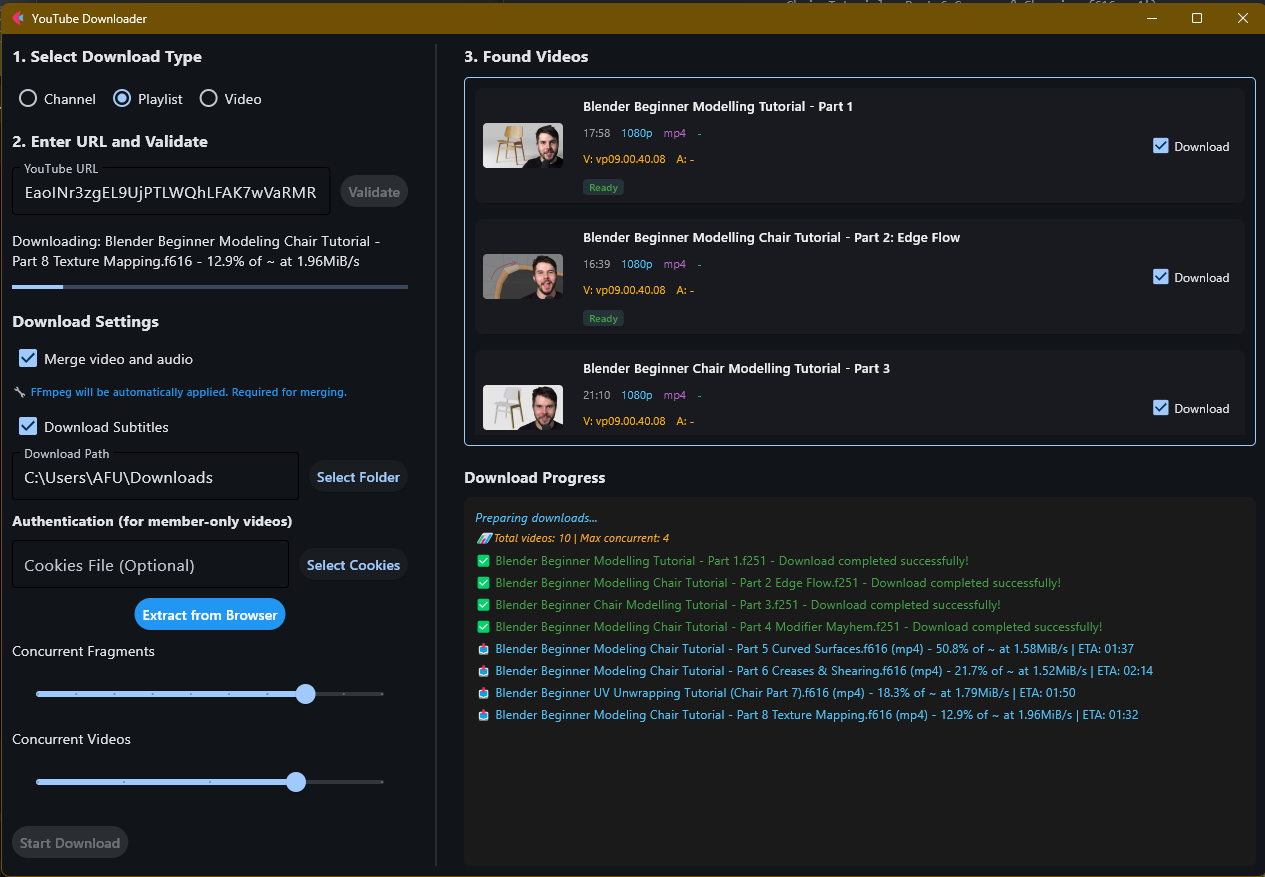 YouTube Downloader
1. Select Download Type
Channel
Playlist
Video
2. Enter URL and Validate
YouTube URL
EaoINr3zgEL9UjPTLWQhLFAK7wVaRMR
Validate
Downloading: Blender Beginner Modeling Chair Tutorial -
Part 8 Texture Mapping.f616 - 12.9% of ~ at 1.96MiB/s
Download Settings
Merge video and audio
FFmpeg will be automatically applied. Required for merging.
Download Subtitles
Download Path
C:\Users\AFU\Downloads
Select Folder
Authentication (for member-only videos)
Cookies File (Optional)
Select Cookies
Extract from Browser
Concurrent Fragments
Concurrent Videos
Start Download
3. Found Videos
Blender Beginner Modelling Tutorial - Part 1
17:58 1080p mp4 -
V: vp09.00.40.08 A: -
Ready
Download
Blender Beginner Modelling Chair Tutorial - Part 2: Edge Flow
16:39 1080p mp4 -
V: vp09.00.40.08 A: -
Ready
Download
Blender Beginner Chair Modelling Tutorial - Part 3
21:10 1080p mp4 -
V: vp09.00.40.08 A: -
Download
Download Progress
Preparing downloads...
Total videos: 10 | Max concurrent: 4
Blender Beginner Modelling Tutorial - Part 1.f251 - Download completed successfully!
Blender Beginner Modelling Chair Tutorial - Part 2 Edge Flow.f251 - Download completed successfully!
Blender Beginner Chair Modelling Tutorial - Part 3.f251 - Download completed successfully!
Blender Beginner Modelling Chair Tutorial - Part 4 Modifier Mayhem.f251 - Download completed successfully!
Blender Beginner Modeling Chair Tutorial - Part 5 Curved Surfaces.f616 (mp4) - 50.8% of ~ at 1.58MiB/s | ETA: 01:37
Blender Beginner Modeling Chair Tutorial - Part 6 Creases & Shearing.f616 (mp4) - 21.7% of ~ at 1.52MiB/s | ETA: 02:14
Blender Beginner UV Unwrapping Tutorial (Chair Part 7).f616 (mp4) - 18.3% of ~ at 1.79MiB/s | ETA: 01:50
Blender Beginner Modeling Chair Tutorial - Part 8 Texture Mapping.f616 (mp4) - 12.9% of ~ at 1.96MiB/s | ETA: 01:32